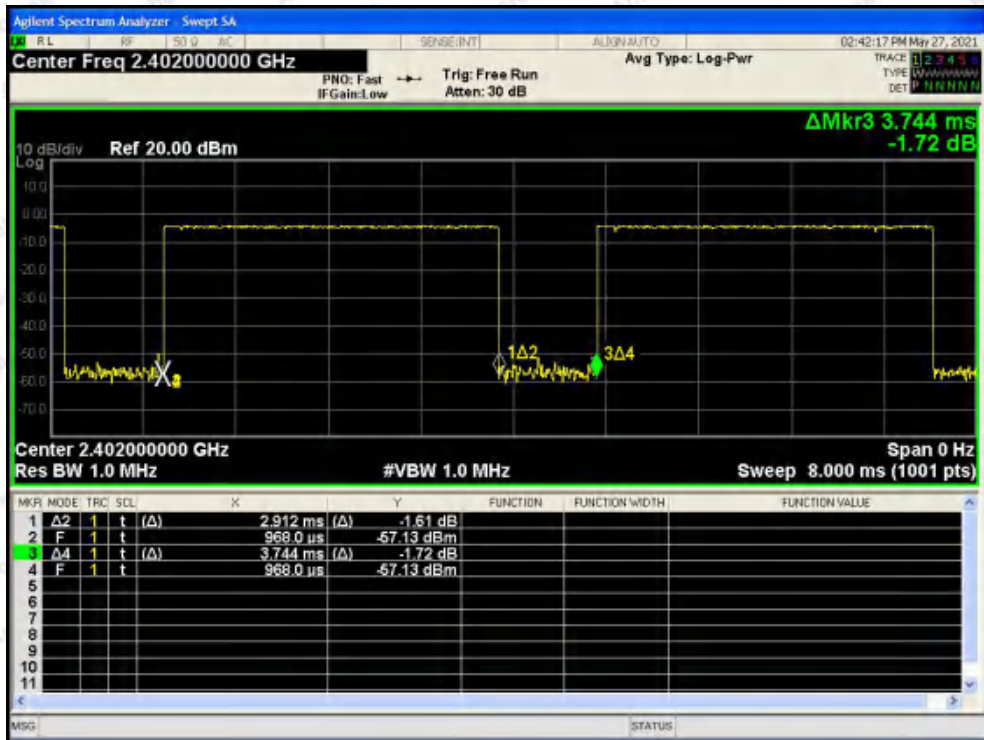 Agilent Spectrum Analyzer - Swept SA
RL RF 50 Ω AC SENSE:INT ALIGNAUTO 02:42:17 PM May 27, 2021
Center Freq 2.402000000 GHz Avg Type: Log-Pwr TRACE 1 2 3 4 5 6
PNO: Fast Trig: Free Run TYPE
IFGain:Low Atten: 30 dB DET P N N N N N
ΔMkr3 3.744 ms
-1.72 dB
10 dB/div Ref 20.00 dBm
Log
10.0
0.00
-10.0
-20.0
-30.0
-40.0
-50.0
-60.0
-70.0
1Δ2 3Δ4
Center 2.402000000 GHz Span 0 Hz
Res BW 1.0 MHz #VBW 1.0 MHz Sweep 8.000 ms (1001 pts)
MKR MODE TRC SCL X Y FUNCTION FUNCTION WIDTH FUNCTION VALUE
1 Δ2 1 t (Δ) 2.912 ms (Δ) -1.61 dB
2 F 1 t 968.0 µs -57.13 dBm
3 Δ4 1 t (Δ) 3.744 ms (Δ) -1.72 dB
4 F 1 t 968.0 µs -57.13 dBm
5
6
7
8
9
10
11
MSG STATUS